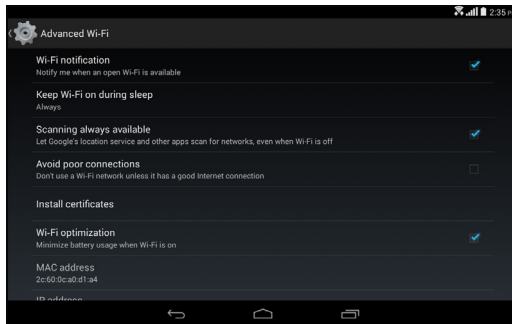 2:35 P
Advanced Wi-Fi
Wi-Fi notification
Notify me when an open Wi-Fi is available
Keep Wi-Fi on during sleep
Always
Scanning always available
Let Google's location service and other apps scan for networks, even when Wi-Fi is off
Avoid poor connections
Don't use a Wi-Fi network unless it has a good Internet connection
Install certificates
Wi-Fi optimization
Minimize battery usage when Wi-Fi is on
MAC address
2c:60:0c:a0:d1:a4
IP address